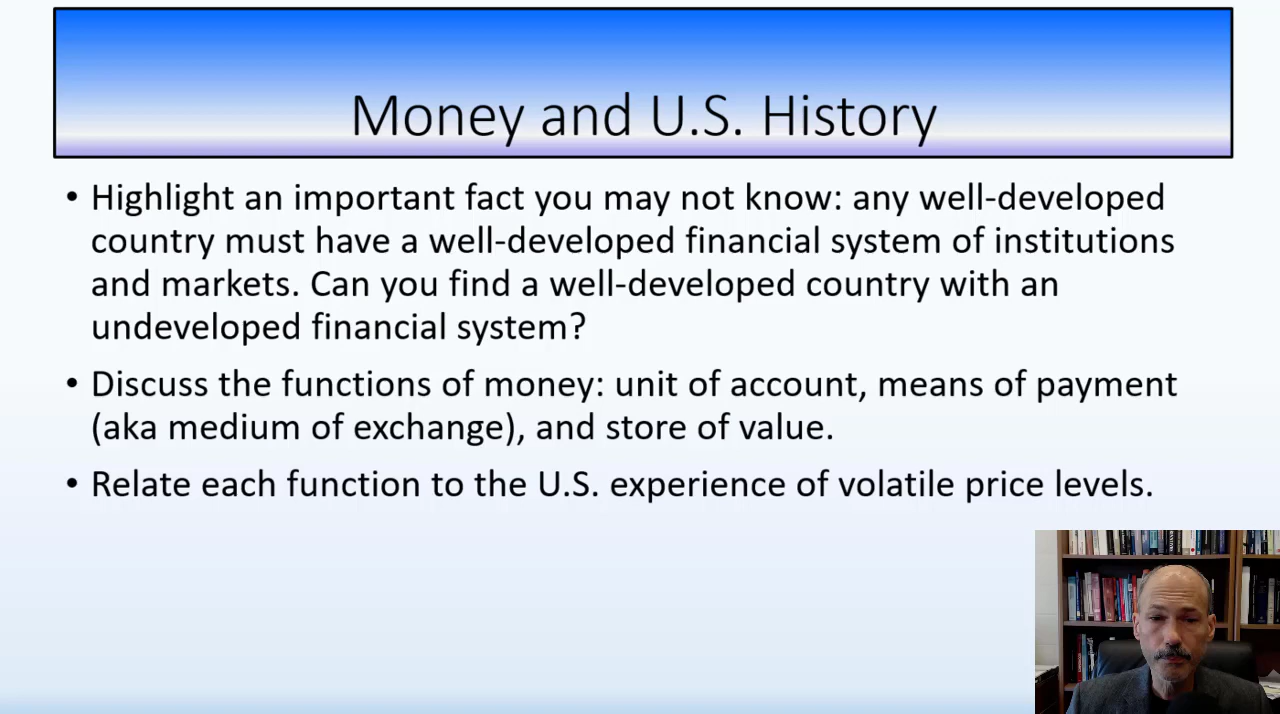 Money and U.S. History
• Highlight an important fact you may not know: any well-developed
country must have a well-developed financial system of institutions
and markets. Can you find a well-developed country with an
undeveloped financial system?
• Discuss the functions of money: unit of account, means of payment
(aka medium of exchange), and store of value.
• Relate each function to the U.S. experience of volatile price levels.